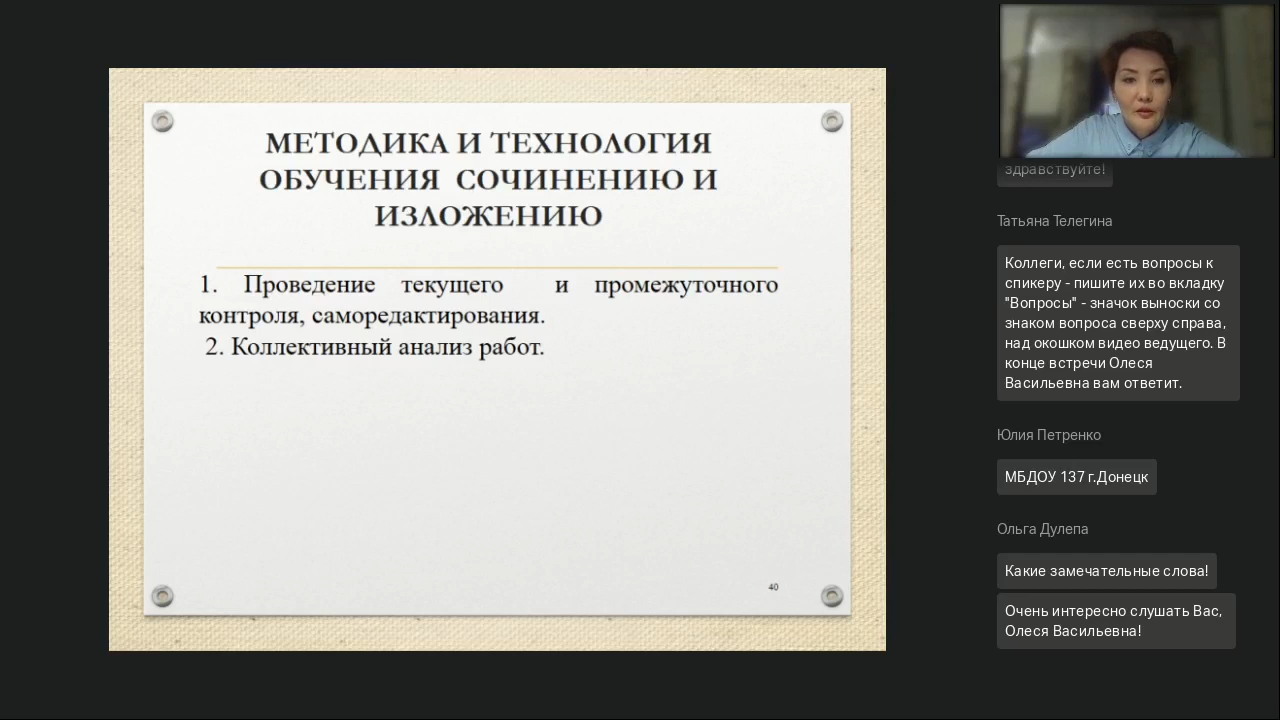 МЕТОДИКА И ТЕХНОЛОГИЯ
ОБУЧЕНИЯ СОЧИНЕНИЮ И
ИЗЛОЖЕНИЮ
1. Проведение текущего и промежуточного
контроля, саморедактирования.
2. Коллективный анализ работ.
40
здравствуйте!
Татьяна Телегина
Коллеги, если есть вопросы к
спикеру - пишите их во вкладку
"Вопросы" - значок выноски со
знаком вопроса сверху справа,
над окошком видео ведущего. В
конце встречи Олеся
Васильевна вам ответит.
Юлия Петренко
МБДОУ 137 г.Донецк
Ольга Дулепа
Какие замечательные слова!
Очень интересно слушать Вас,
Олеся Васильевна!